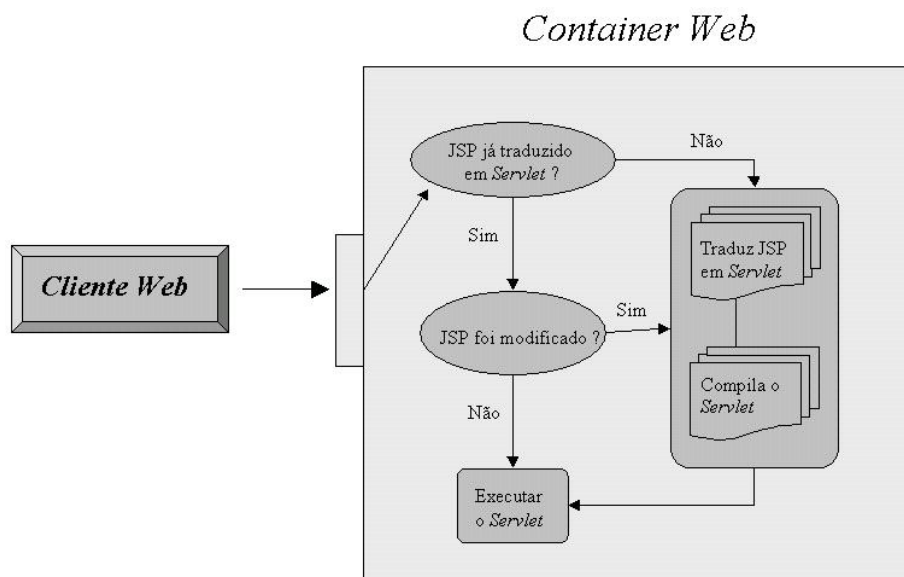 Container Web
JSP já traduzido
em Servlet ?
Não
Sim
Traduz JSP
em Servlet
Cliente Web
JSP foi modificado ?
Sim
Compila o
Servlet
Não
Executar
o Servlet